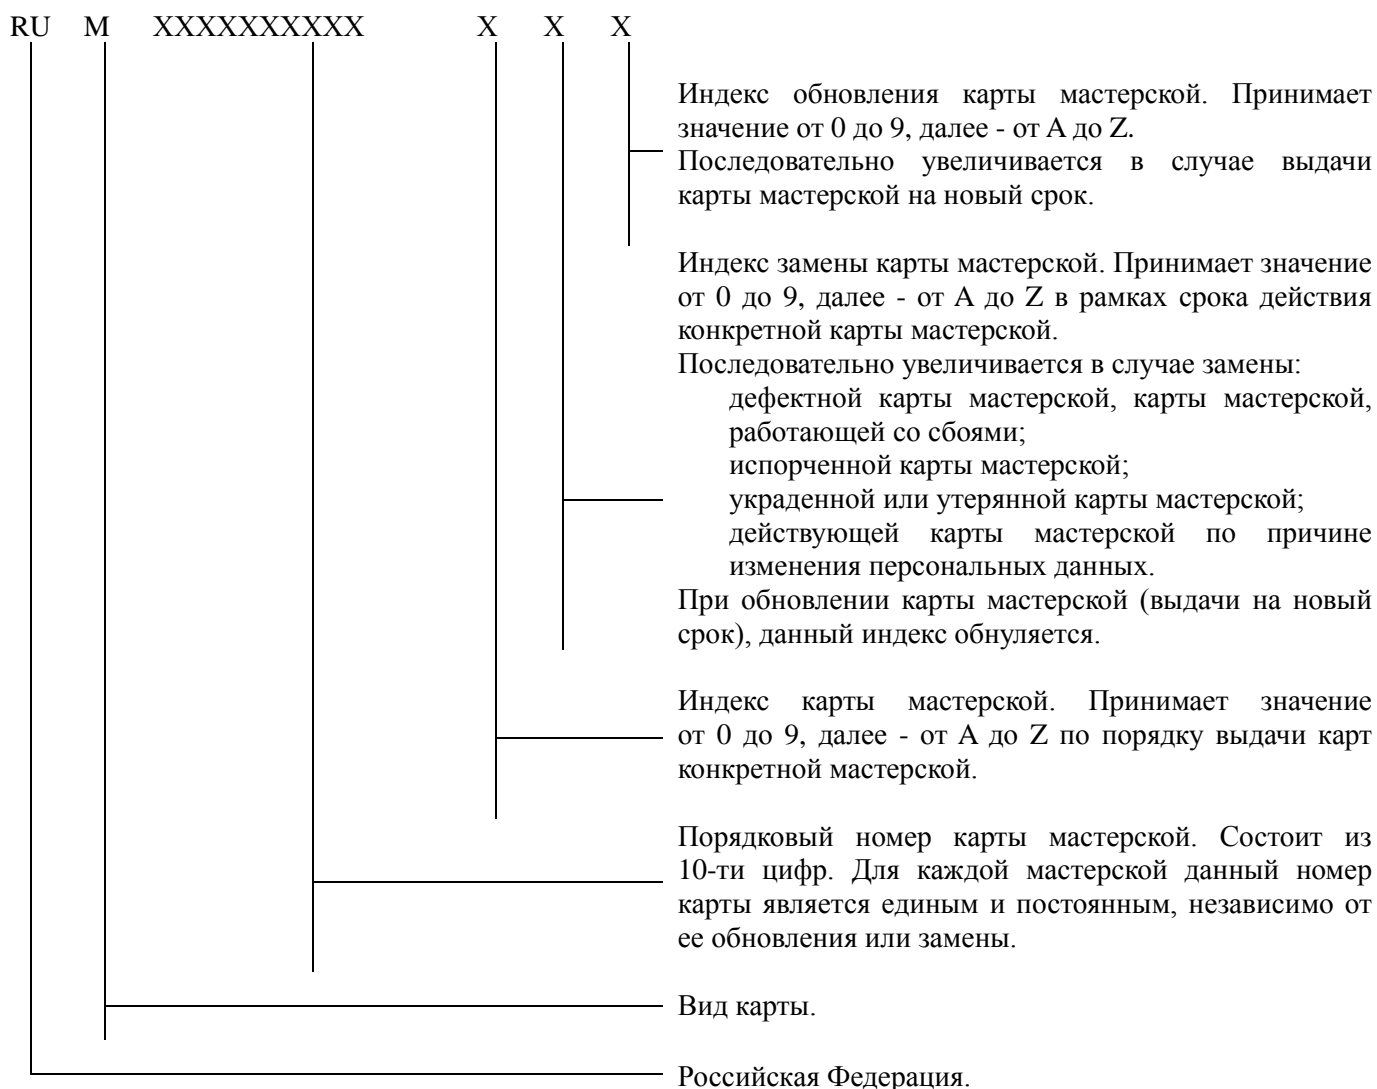 RU M XXXXXXXXXX X X X
Индекс обновления карты мастерской. Принимает
значение от 0 до 9, далее - от A до Z.
Последовательно увеличивается в случае выдачи
карты мастерской на новый срок.
Индекс замены карты мастерской. Принимает значение
от 0 до 9, далее - от A до Z в рамках срока действия
конкретной карты мастерской.
Последовательно увеличивается в случае замены:
дефектной карты мастерской, карты мастерской,
работающей со сбоями;
испорченной карты мастерской;
украденной или утерянной карты мастерской;
действующей карты мастерской по причине
изменения персональных данных.
При обновлении карты мастерской (выдачи на новый
срок), данный индекс обнуляется.
Индекс карты мастерской. Принимает значение
от 0 до 9, далее - от A до Z по порядку выдачи карт
конкретной мастерской.
Порядковый номер карты мастерской. Состоит из
10-ти цифр. Для каждой мастерской данный номер
карты является единым и постоянным, независимо от
ее обновления или замены.
Вид карты.
Российская Федерация.